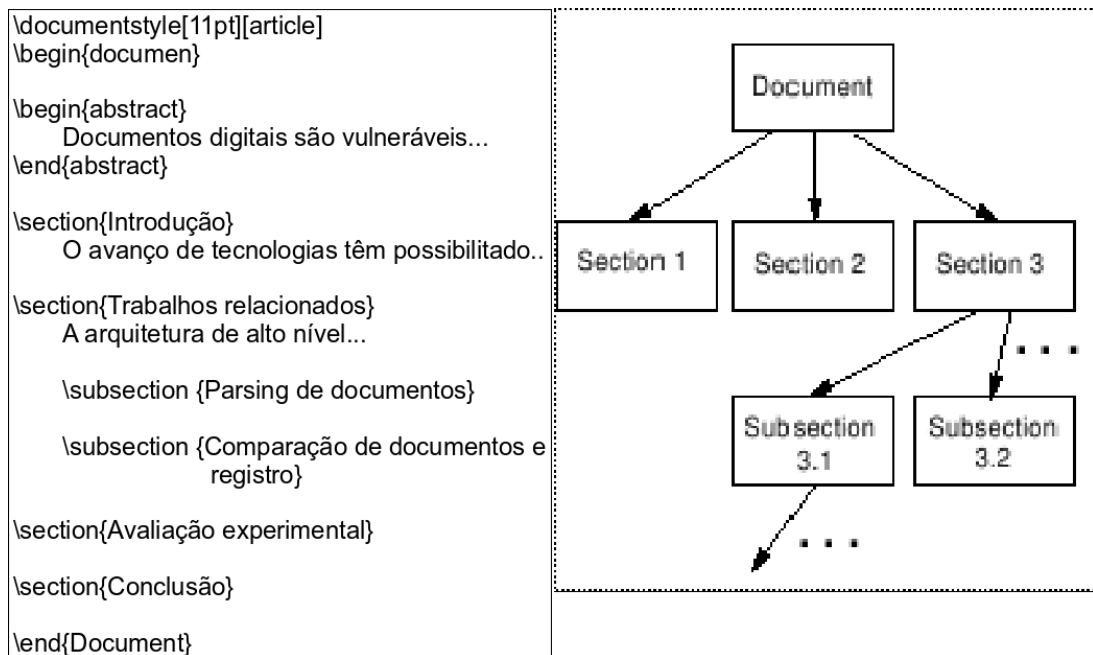 \documentstyle[11pt][article]
\begin{documen}
\begin{abstract}
Documentos digitais são vulneráveis...
\end{abstract}
\section{Introdução}
O avanço de tecnologias têm possibilitado..
\section{Trabalhos relacionados}
A arquitetura de alto nível...
\subsection {Parsing de documentos}
\subsection {Comparação de documentos e
registro}
\section{Avaliação experimental}
\section{Conclusão}
\end{Document}
Document
Section 1
Section 2
Section 3
. . .
Subsection
3.1
Subsection
3.2
. . .